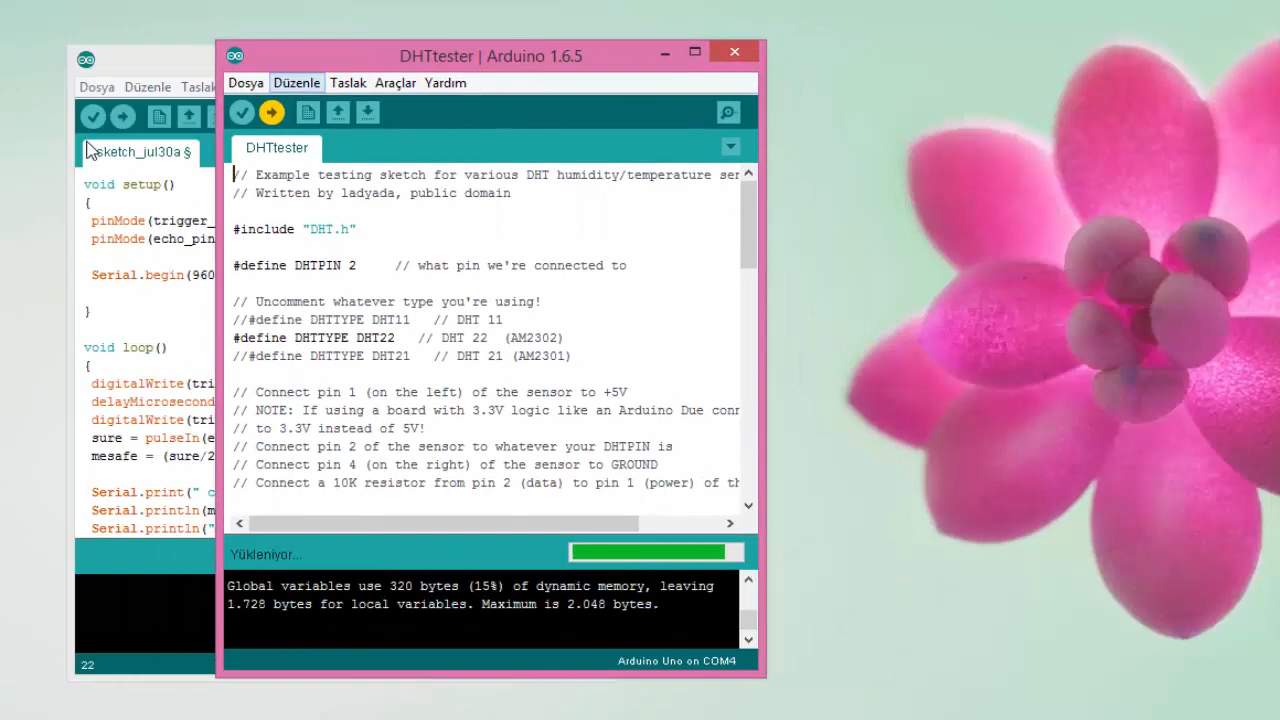 DHTtester | Arduino 1.6.5
Dosya Düzenle Taslak Araçlar Yardım
DHTtester
// Example testing sketch for various DHT humidity/temperature ser
// Written by ladyada, public domain
#include "DHT.h"
#define DHTPIN 2 // what pin we're connected to
// Uncomment whatever type you're using!
//#define DHTTYPE DHT11 // DHT 11
#define DHTTYPE DHT22 // DHT 22 (AM2302)
//#define DHTTYPE DHT21 // DHT 21 (AM2301)
// Connect pin 1 (on the left) of the sensor to +5V
// NOTE: If using a board with 3.3V logic like an Arduino Due conn
// to 3.3V instead of 5V!
// Connect pin 2 of the sensor to whatever your DHTPIN is
// Connect pin 4 (on the right) of the sensor to GROUND
// Connect a 10K resistor from pin 2 (data) to pin 1 (power) of th
Yükleniyor...
Global variables use 320 bytes (15%) of dynamic memory, leaving
1.728 bytes for local variables. Maximum is 2.048 bytes.
Arduino Uno on COM4
Dosya Düzenle Taslak
sketch_jul30a §
void setup()
{
pinMode(trigger_
pinMode(echo_pin
Serial.begin(960
}
void loop()
{
digitalWrite(tri
delayMicrosecond
digitalWrite(tri
sure = pulseIn(e
mesafe = (sure/2
Serial.print(" c
Serial.println(m
Serial.println("
22